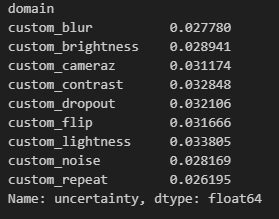 domain
custom_blur 0.027780
custom_brightness 0.028941
custom_cameraz 0.031174
custom_contrast 0.032848
custom_dropout 0.032106
custom_flip 0.031666
custom_lightness 0.033805
custom_noise 0.028169
custom_repeat 0.026195
Name: uncertainty, dtype: float64